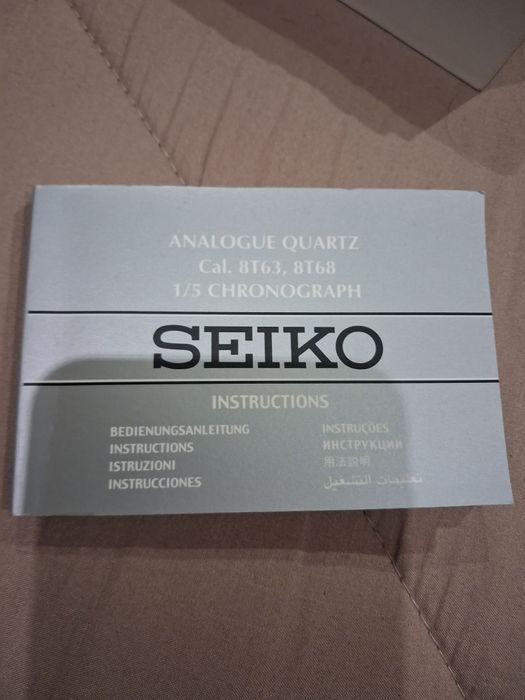 ANALOGUE QUARTZ
Cal. 8T63, 8T68
1/5 CHRONOGRAPH
SEIKO
INSTRUCTIONS
BEDIENUNGSANLEITUNG
INSTRUCTIONS
ISTRUZIONI
INSTRUCCIONES
INSTRUÇÕES
ИНСТРУКЦИИ
用法説明
تعليمات التشغيل